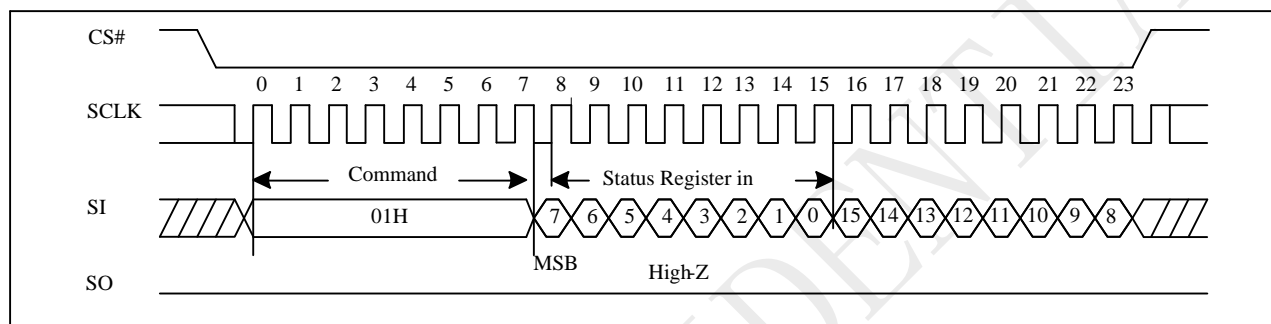 CS#
0 1 2 3 4 5 6 7 8 9 10 11 12 13 14 15 16 17 18 19 20 21 22 23
SCLK
Command Status Register in
SI 01H 7 6 5 4 3 2 1 0 15 14 13 12 11 10 9 8
MSB High-Z
SO